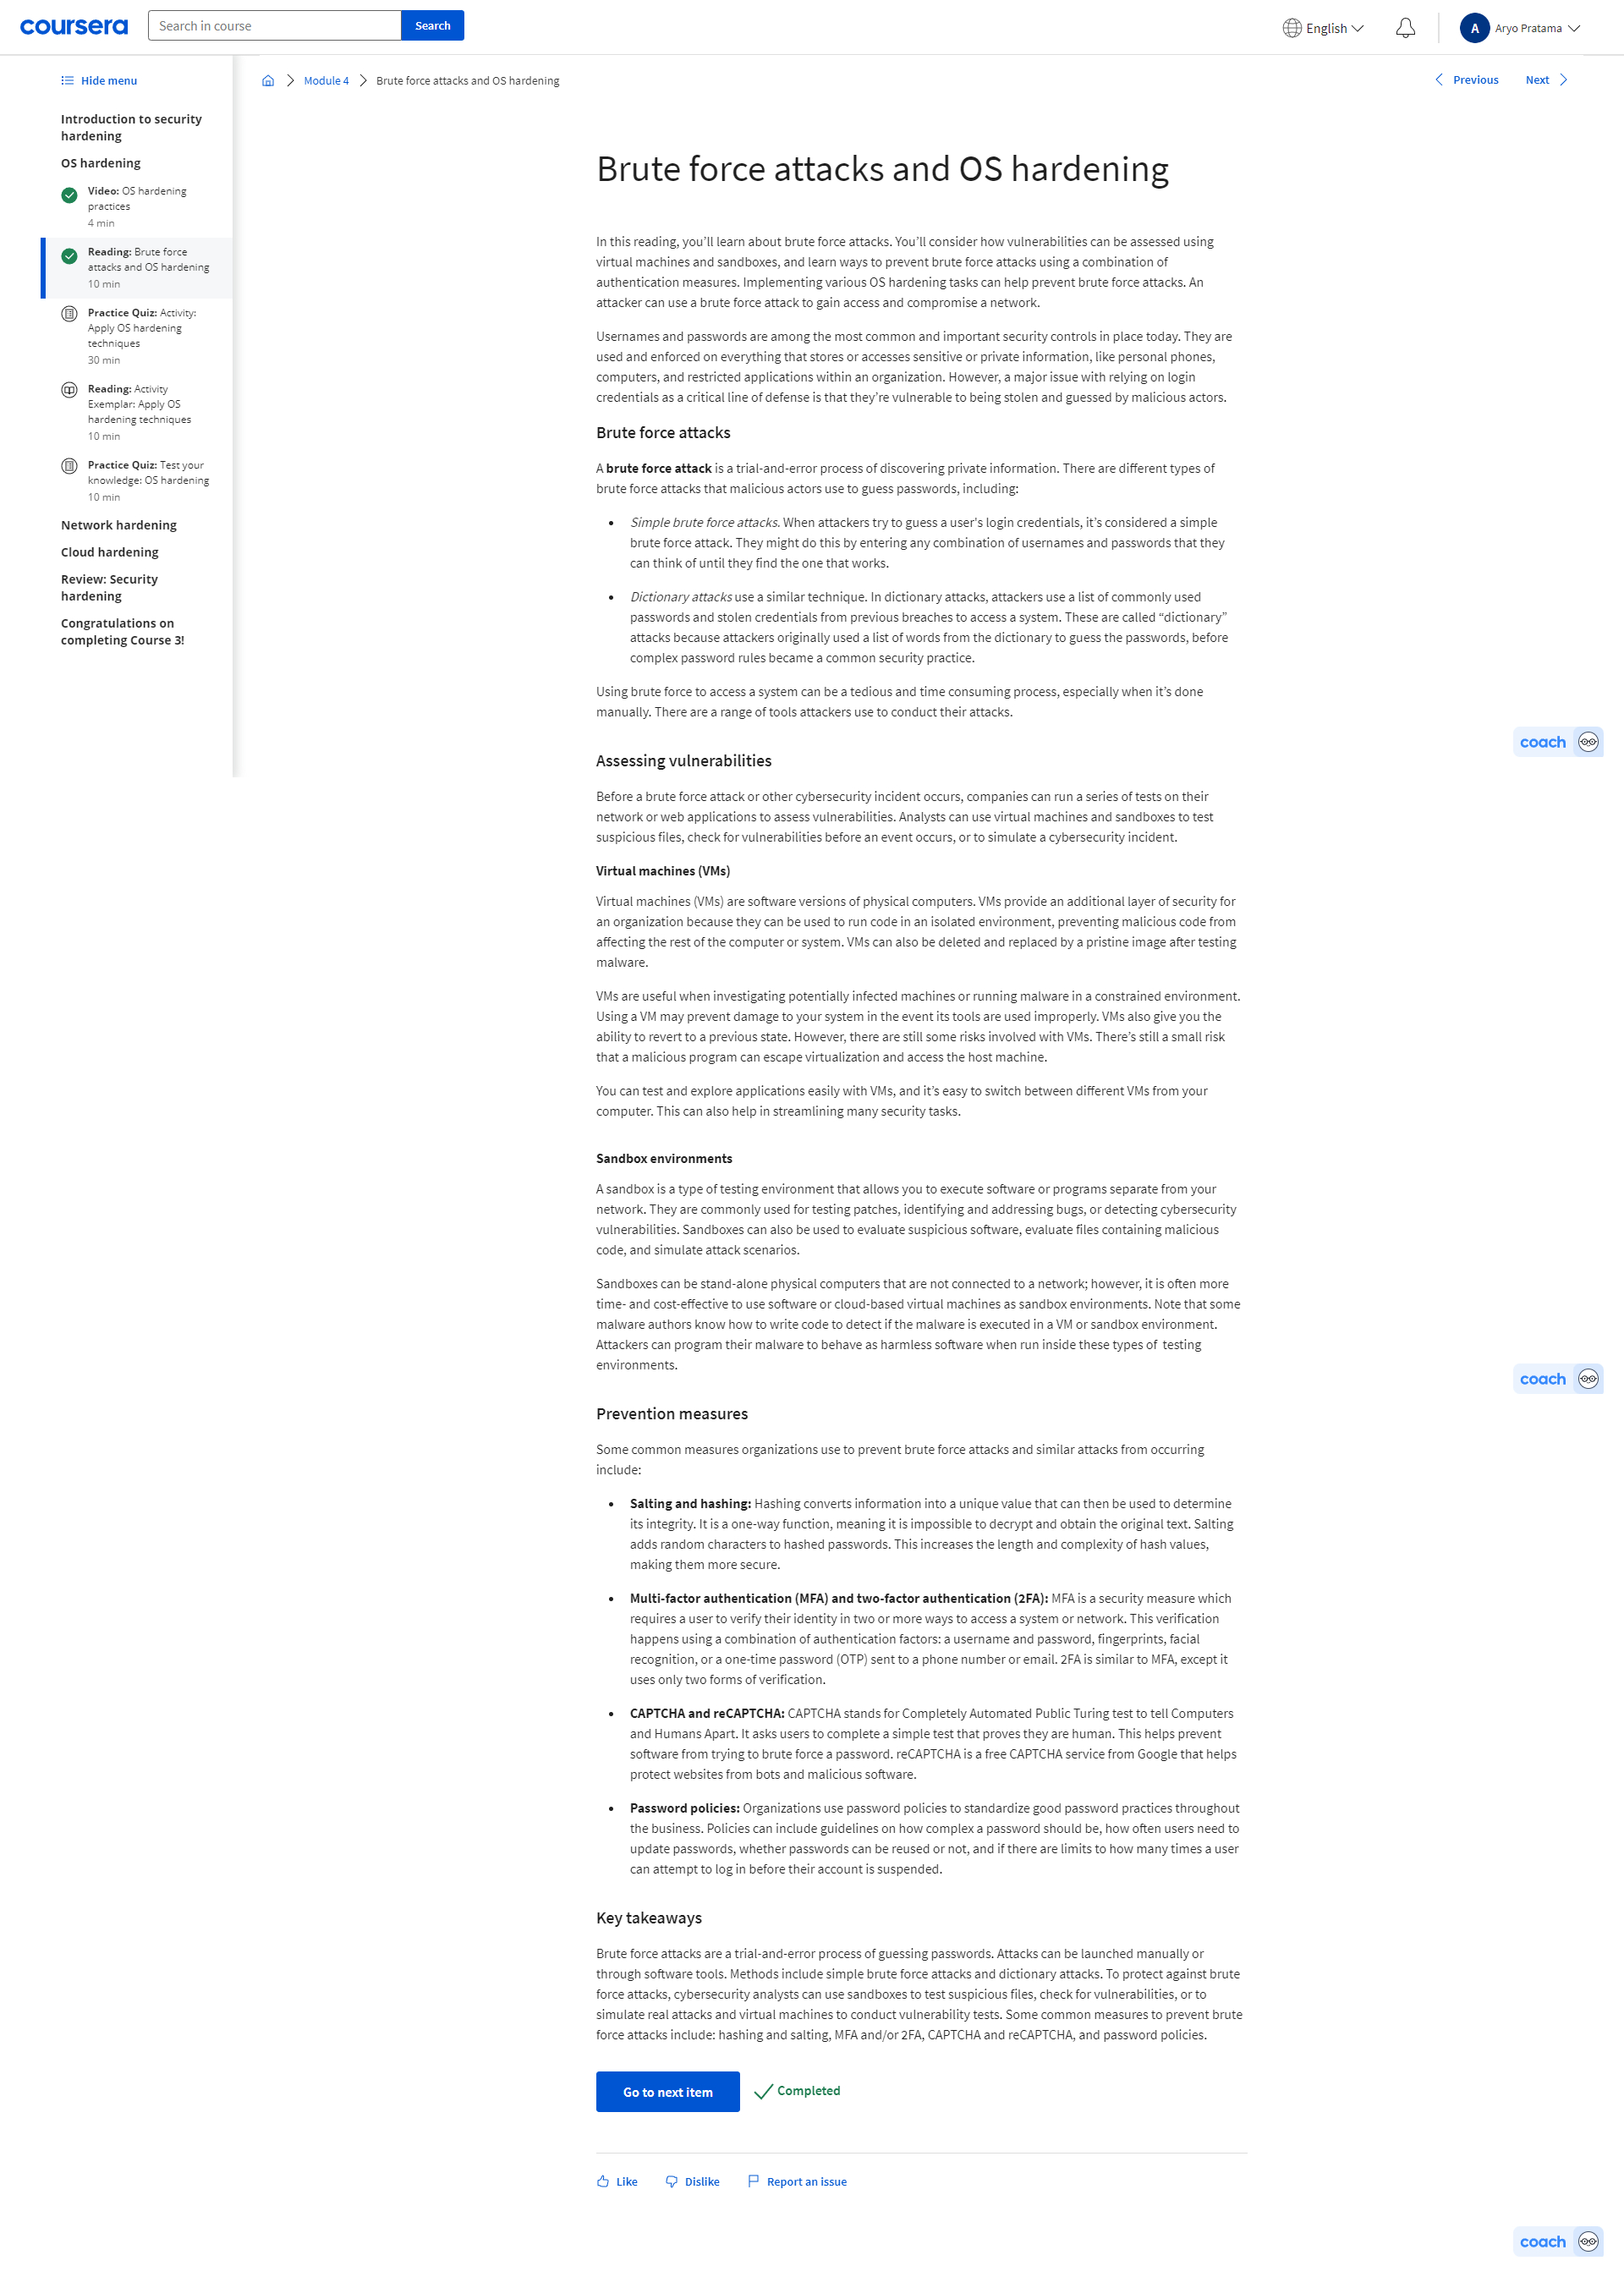 coursera
Search in course
Search
English
A
Aryo Pratama
Hide menu
Introduction to security
hardening
OS hardening
Video: OS hardening
practices
4 min
Reading: Brute force
attacks and OS hardening
10 min
Practice Quiz: Activity:
Apply OS hardening
techniques
30 min
Reading: Activity
Exemplar: Apply OS
hardening techniques
10 min
Practice Quiz: Test your
knowledge: OS hardening
10 min
Network hardening
Cloud hardening
Review: Security
hardening
Congratulations on
completing Course 3!
Module 4
Brute force attacks and OS hardening
Previous
Next
Brute force attacks and OS hardening
In this reading, you’ll learn about brute force attacks. You’ll consider how vulnerabilities can be assessed using
virtual machines and sandboxes, and learn ways to prevent brute force attacks using a combination of
authentication measures. Implementing various OS hardening tasks can help prevent brute force attacks. An
attacker can use a brute force attack to gain access and compromise a network.
Usernames and passwords are among the most common and important security controls in place today. They are
used and enforced on everything that stores or accesses sensitive or private information, like personal phones,
computers, and restricted applications within an organization. However, a major issue with relying on login
credentials as a critical line of defense is that they’re vulnerable to being stolen and guessed by malicious actors.
Brute force attacks
A brute force attack is a trial-and-error process of discovering private information. There are different types of
brute force attacks that malicious actors use to guess passwords, including:
• Simple brute force attacks. When attackers try to guess a user's login credentials, it’s considered a simple
brute force attack. They might do this by entering any combination of usernames and passwords that they
can think of until they find the one that works.
• Dictionary attacks use a similar technique. In dictionary attacks, attackers use a list of commonly used
passwords and stolen credentials from previous breaches to access a system. These are called “dictionary”
attacks because attackers originally used a list of words from the dictionary to guess the passwords, before
complex password rules became a common security practice.
Using brute force to access a system can be a tedious and time consuming process, especially when it’s done
manually. There are a range of tools attackers use to conduct their attacks.
coach
Assessing vulnerabilities
Before a brute force attack or other cybersecurity incident occurs, companies can run a series of tests on their
network or web applications to assess vulnerabilities. Analysts can use virtual machines and sandboxes to test
suspicious files, check for vulnerabilities before an event occurs, or to simulate a cybersecurity incident.
Virtual machines (VMs)
Virtual machines (VMs) are software versions of physical computers. VMs provide an additional layer of security for
an organization because they can be used to run code in an isolated environment, preventing malicious code from
affecting the rest of the computer or system. VMs can also be deleted and replaced by a pristine image after testing
malware.
VMs are useful when investigating potentially infected machines or running malware in a constrained environment.
Using a VM may prevent damage to your system in the event its tools are used improperly. VMs also give you the
ability to revert to a previous state. However, there are still some risks involved with VMs. There’s still a small risk
that a malicious program can escape virtualization and access the host machine.
You can test and explore applications easily with VMs, and it’s easy to switch between different VMs from your
computer. This can also help in streamlining many security tasks.
Sandbox environments
A sandbox is a type of testing environment that allows you to execute software or programs separate from your
network. They are commonly used for testing patches, identifying and addressing bugs, or detecting cybersecurity
vulnerabilities. Sandboxes can also be used to evaluate suspicious software, evaluate files containing malicious
code, and simulate attack scenarios.
Sandboxes can be stand-alone physical computers that are not connected to a network; however, it is often more
time- and cost-effective to use software or cloud-based virtual machines as sandbox environments. Note that some
malware authors know how to write code to detect if the malware is executed in a VM or sandbox environment.
Attackers can program their malware to behave as harmless software when run inside these types of testing
environments.
coach
Prevention measures
Some common measures organizations use to prevent brute force attacks and similar attacks from occurring
include:
• Salting and hashing: Hashing converts information into a unique value that can then be used to determine
its integrity. It is a one-way function, meaning it is impossible to decrypt and obtain the original text. Salting
adds random characters to hashed passwords. This increases the length and complexity of hash values,
making them more secure.
• Multi-factor authentication (MFA) and two-factor authentication (2FA): MFA is a security measure which
requires a user to verify their identity in two or more ways to access a system or network. This verification
happens using a combination of authentication factors: a username and password, fingerprints, facial
recognition, or a one-time password (OTP) sent to a phone number or email. 2FA is similar to MFA, except it
uses only two forms of verification.
• CAPTCHA and reCAPTCHA: CAPTCHA stands for Completely Automated Public Turing test to tell Computers
and Humans Apart. It asks users to complete a simple test that proves they are human. This helps prevent
software from trying to brute force a password. reCAPTCHA is a free CAPTCHA service from Google that helps
protect websites from bots and malicious software.
• Password policies: Organizations use password policies to standardize good password practices throughout
the business. Policies can include guidelines on how complex a password should be, how often users need to
update passwords, whether passwords can be reused or not, and if there are limits to how many times a user
can attempt to log in before their account is suspended.
Key takeaways
Brute force attacks are a trial-and-error process of guessing passwords. Attacks can be launched manually or
through software tools. Methods include simple brute force attacks and dictionary attacks. To protect against brute
force attacks, cybersecurity analysts can use sandboxes to test suspicious files, check for vulnerabilities, or to
simulate real attacks and virtual machines to conduct vulnerability tests. Some common measures to prevent brute
force attacks include: hashing and salting, MFA and/or 2FA, CAPTCHA and reCAPTCHA, and password policies.
Go to next item
Completed
Like
Dislike
Report an issue
coach